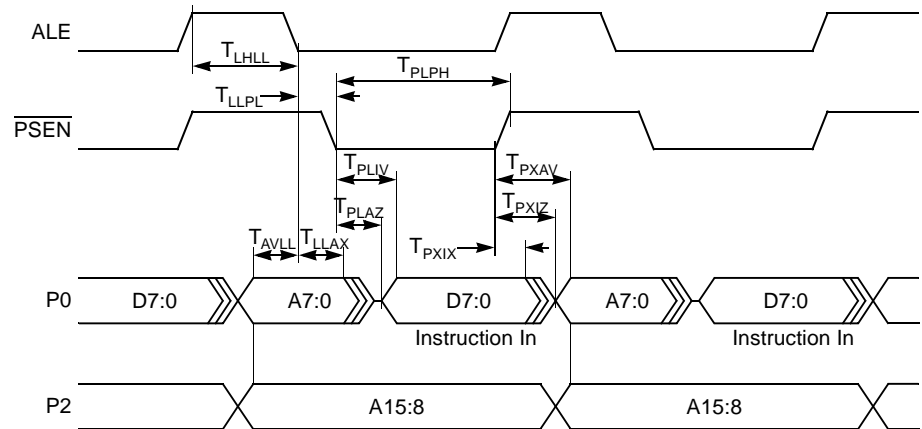 ALE
T_LHLL
T_PLPH
T_LLPL
PSEN
T_PLIV
T_PXAV
T_PLAZ
T_PXIZ
T_AVLL
T_LLAX
T_PXIX
P0
D7:0
A7:0
D7:0
A7:0
D7:0
Instruction In
Instruction In
P2
A15:8
A15:8